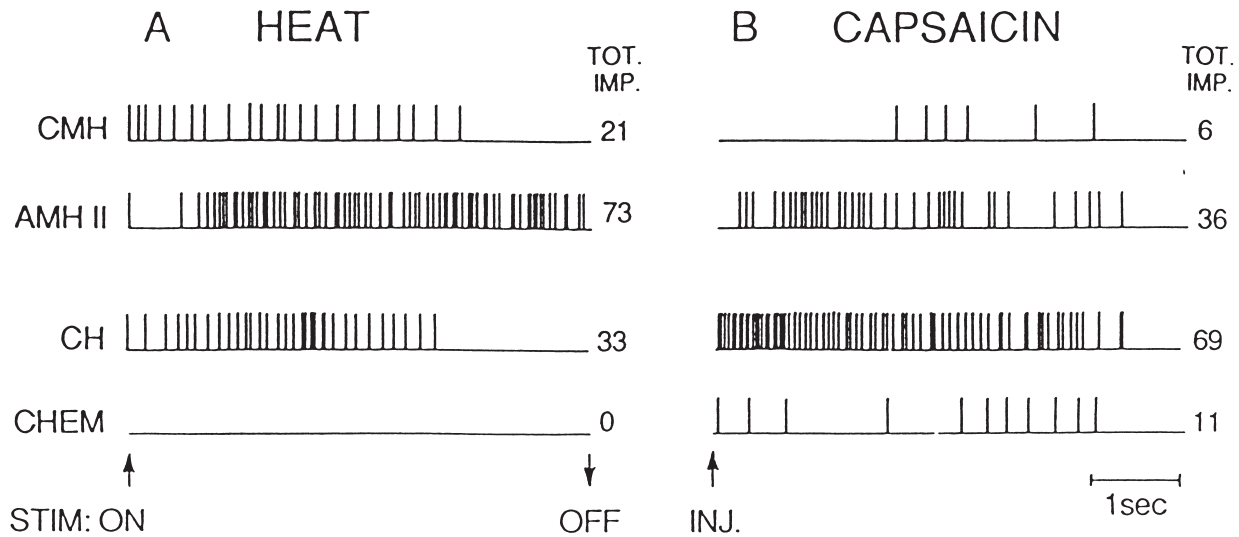 A HEAT
TOT.
IMP.
CMH 21
AMH II 73
CH 33
CHEM 0
STIM: ON OFF
B CAPSAICIN
TOT.
IMP.
6
36
69
11
INJ. 1sec